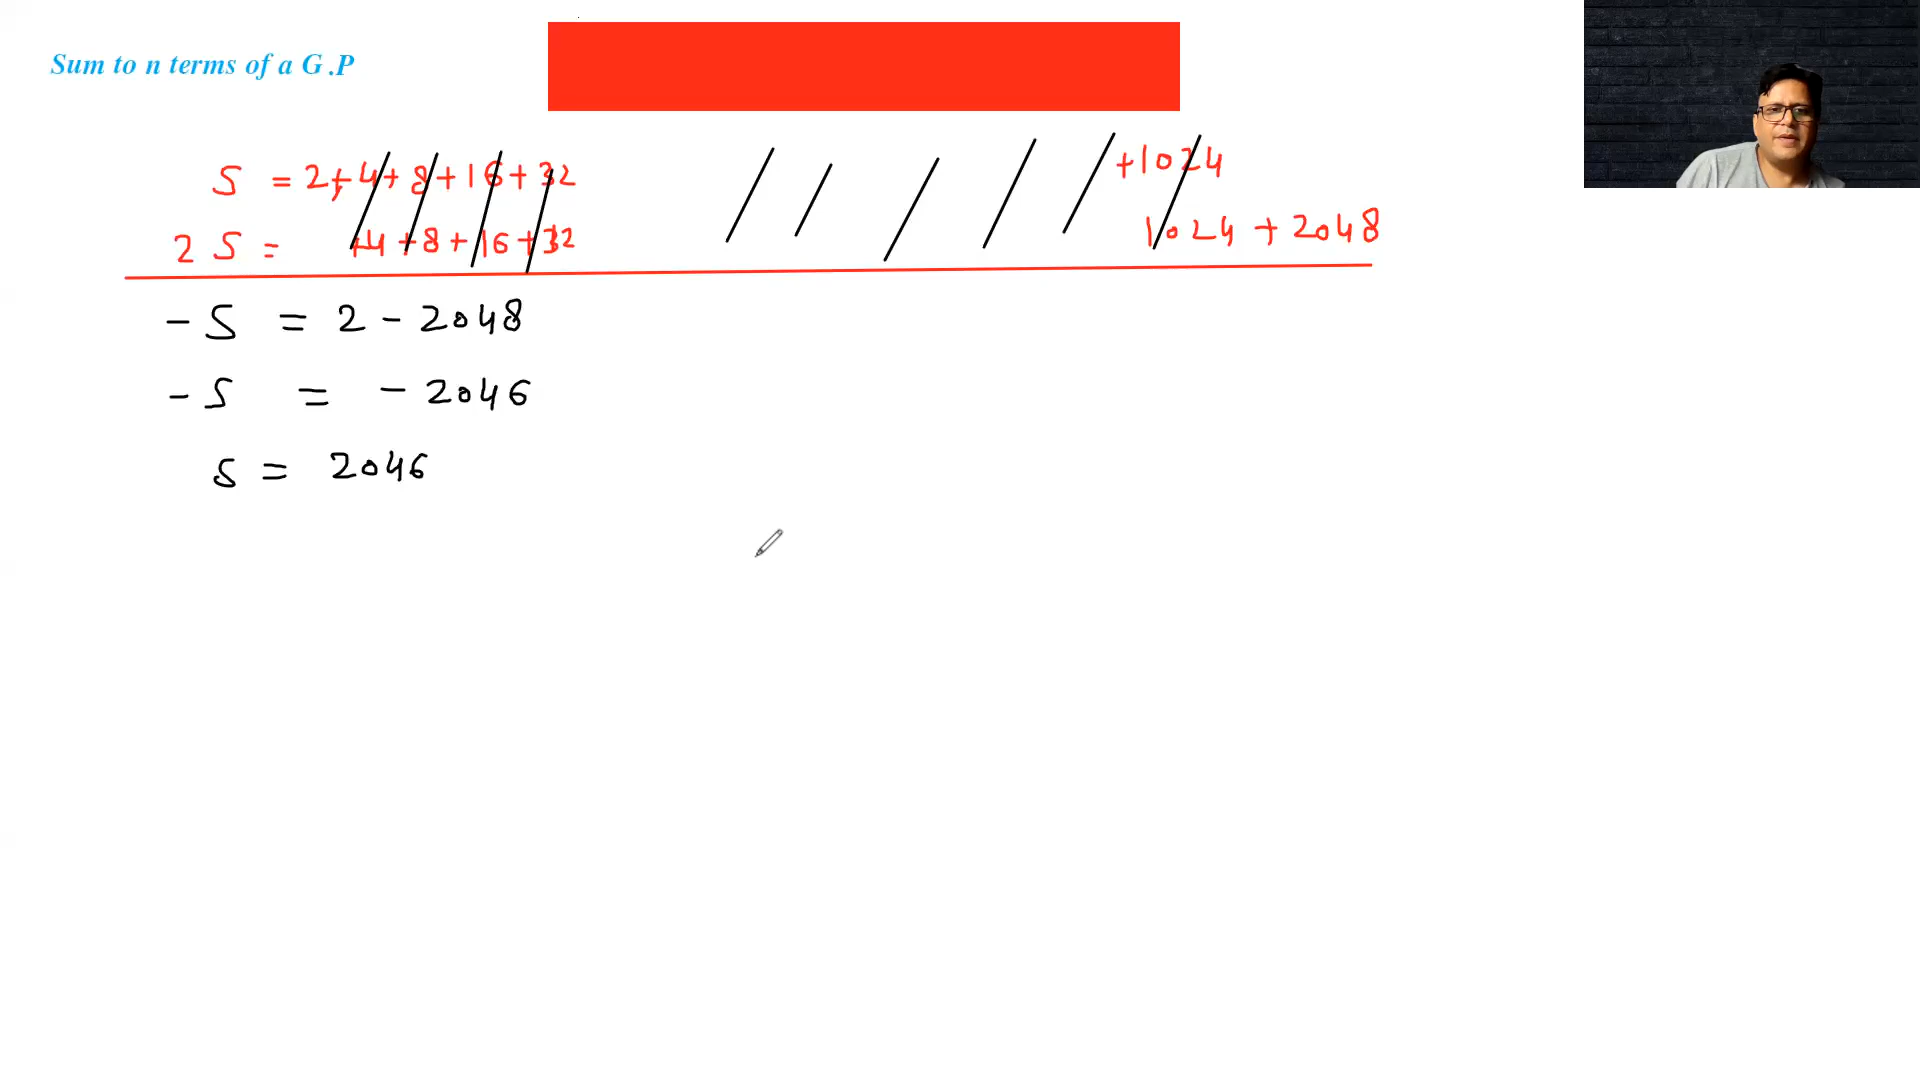 Sum to n terms of a G .P
S = 2 + 4 + 8 + 16 + 32 + 1024
2 S = + 4 + 8 + 16 + 32 1024 + 2048
- S = 2 - 2048
- S = - 2046
S = 2046